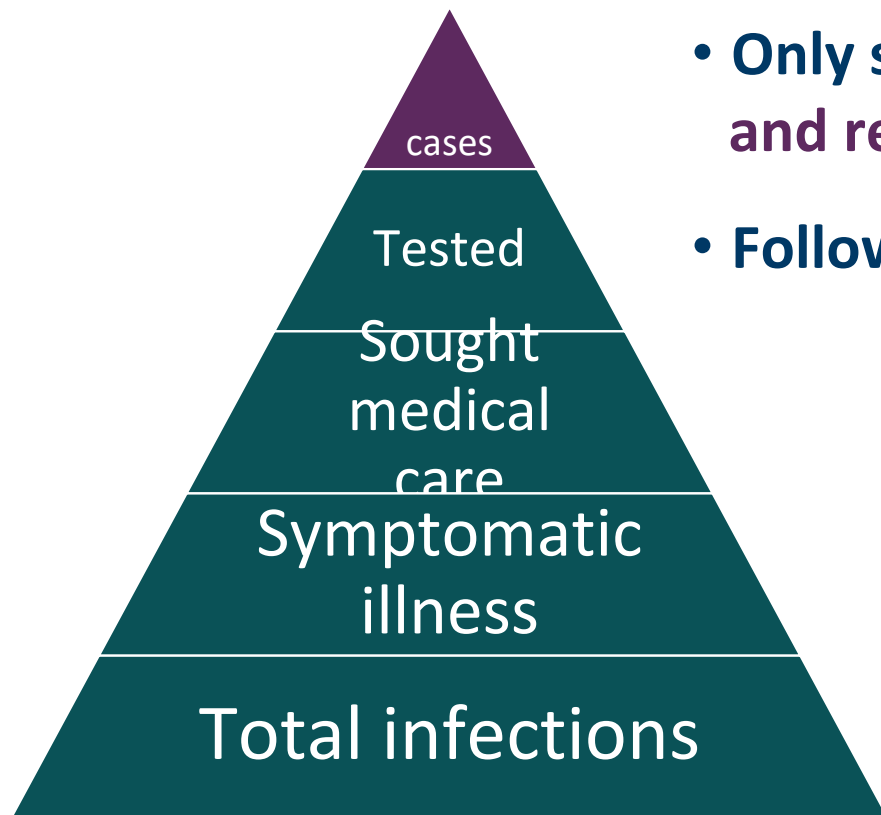 cases
Tested
Sought
medical
care
Symptomatic
illness
Total infections
• Only
and
•